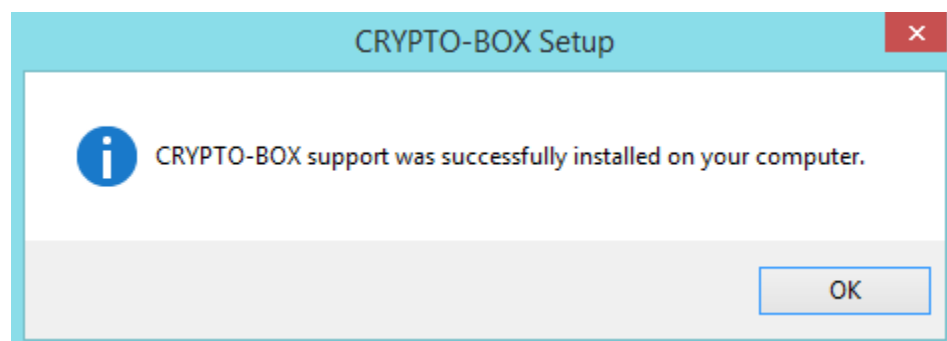 CRYPTO-BOX Setup
CRYPTO-BOX support was successfully installed on your computer.
OK